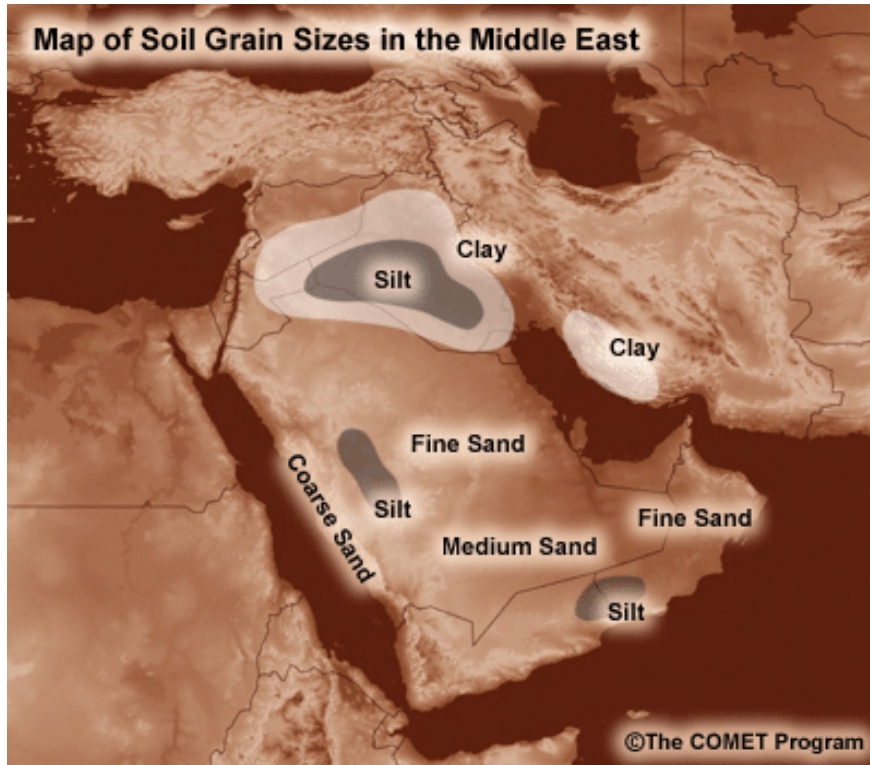 Map of Soil Grain Sizes in the Middle East
Clay
Silt
Clay
Fine Sand
Coarse Sand
Silt
Fine Sand
Medium Sand
Silt
©The COMET Program